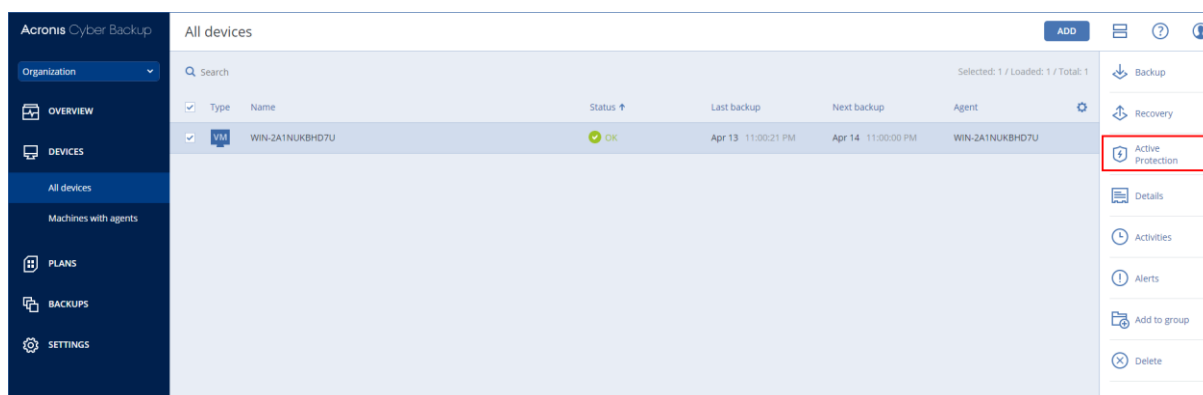 Acronis Cyber Backup
All devices
ADD
Organization
Search
Selected: 1 / Loaded: 1 / Total: 1
Type Name Status ↑ Last backup Next backup Agent
VM WIN-2A1NUKBHD7U OK Apr 13 11:00:21 PM Apr 14 11:00:00 PM WIN-2A1NUKBHD7U
OVERVIEW
DEVICES
All devices
Machines with agents
PLANS
BACKUPS
SETTINGS
Backup
Recovery
Active
Protection
Details
Activities
Alerts
Add to group
Delete